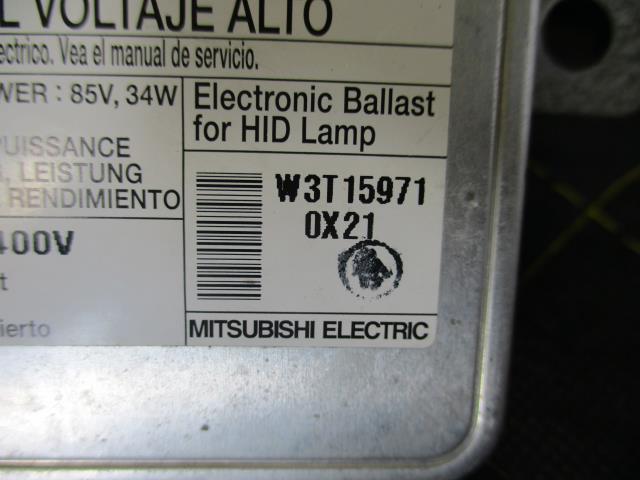 L VOLTAJE ALTO
éctrico. Vea el manual de servicio.
WER : 85V, 34W
Electronic Ballast
for HID Lamp
PUISSANCE
, LEISTUNG
RENDIMIENTO
W3T15971
0X21
400V
t
ierto
MITSUBISHI ELECTRIC